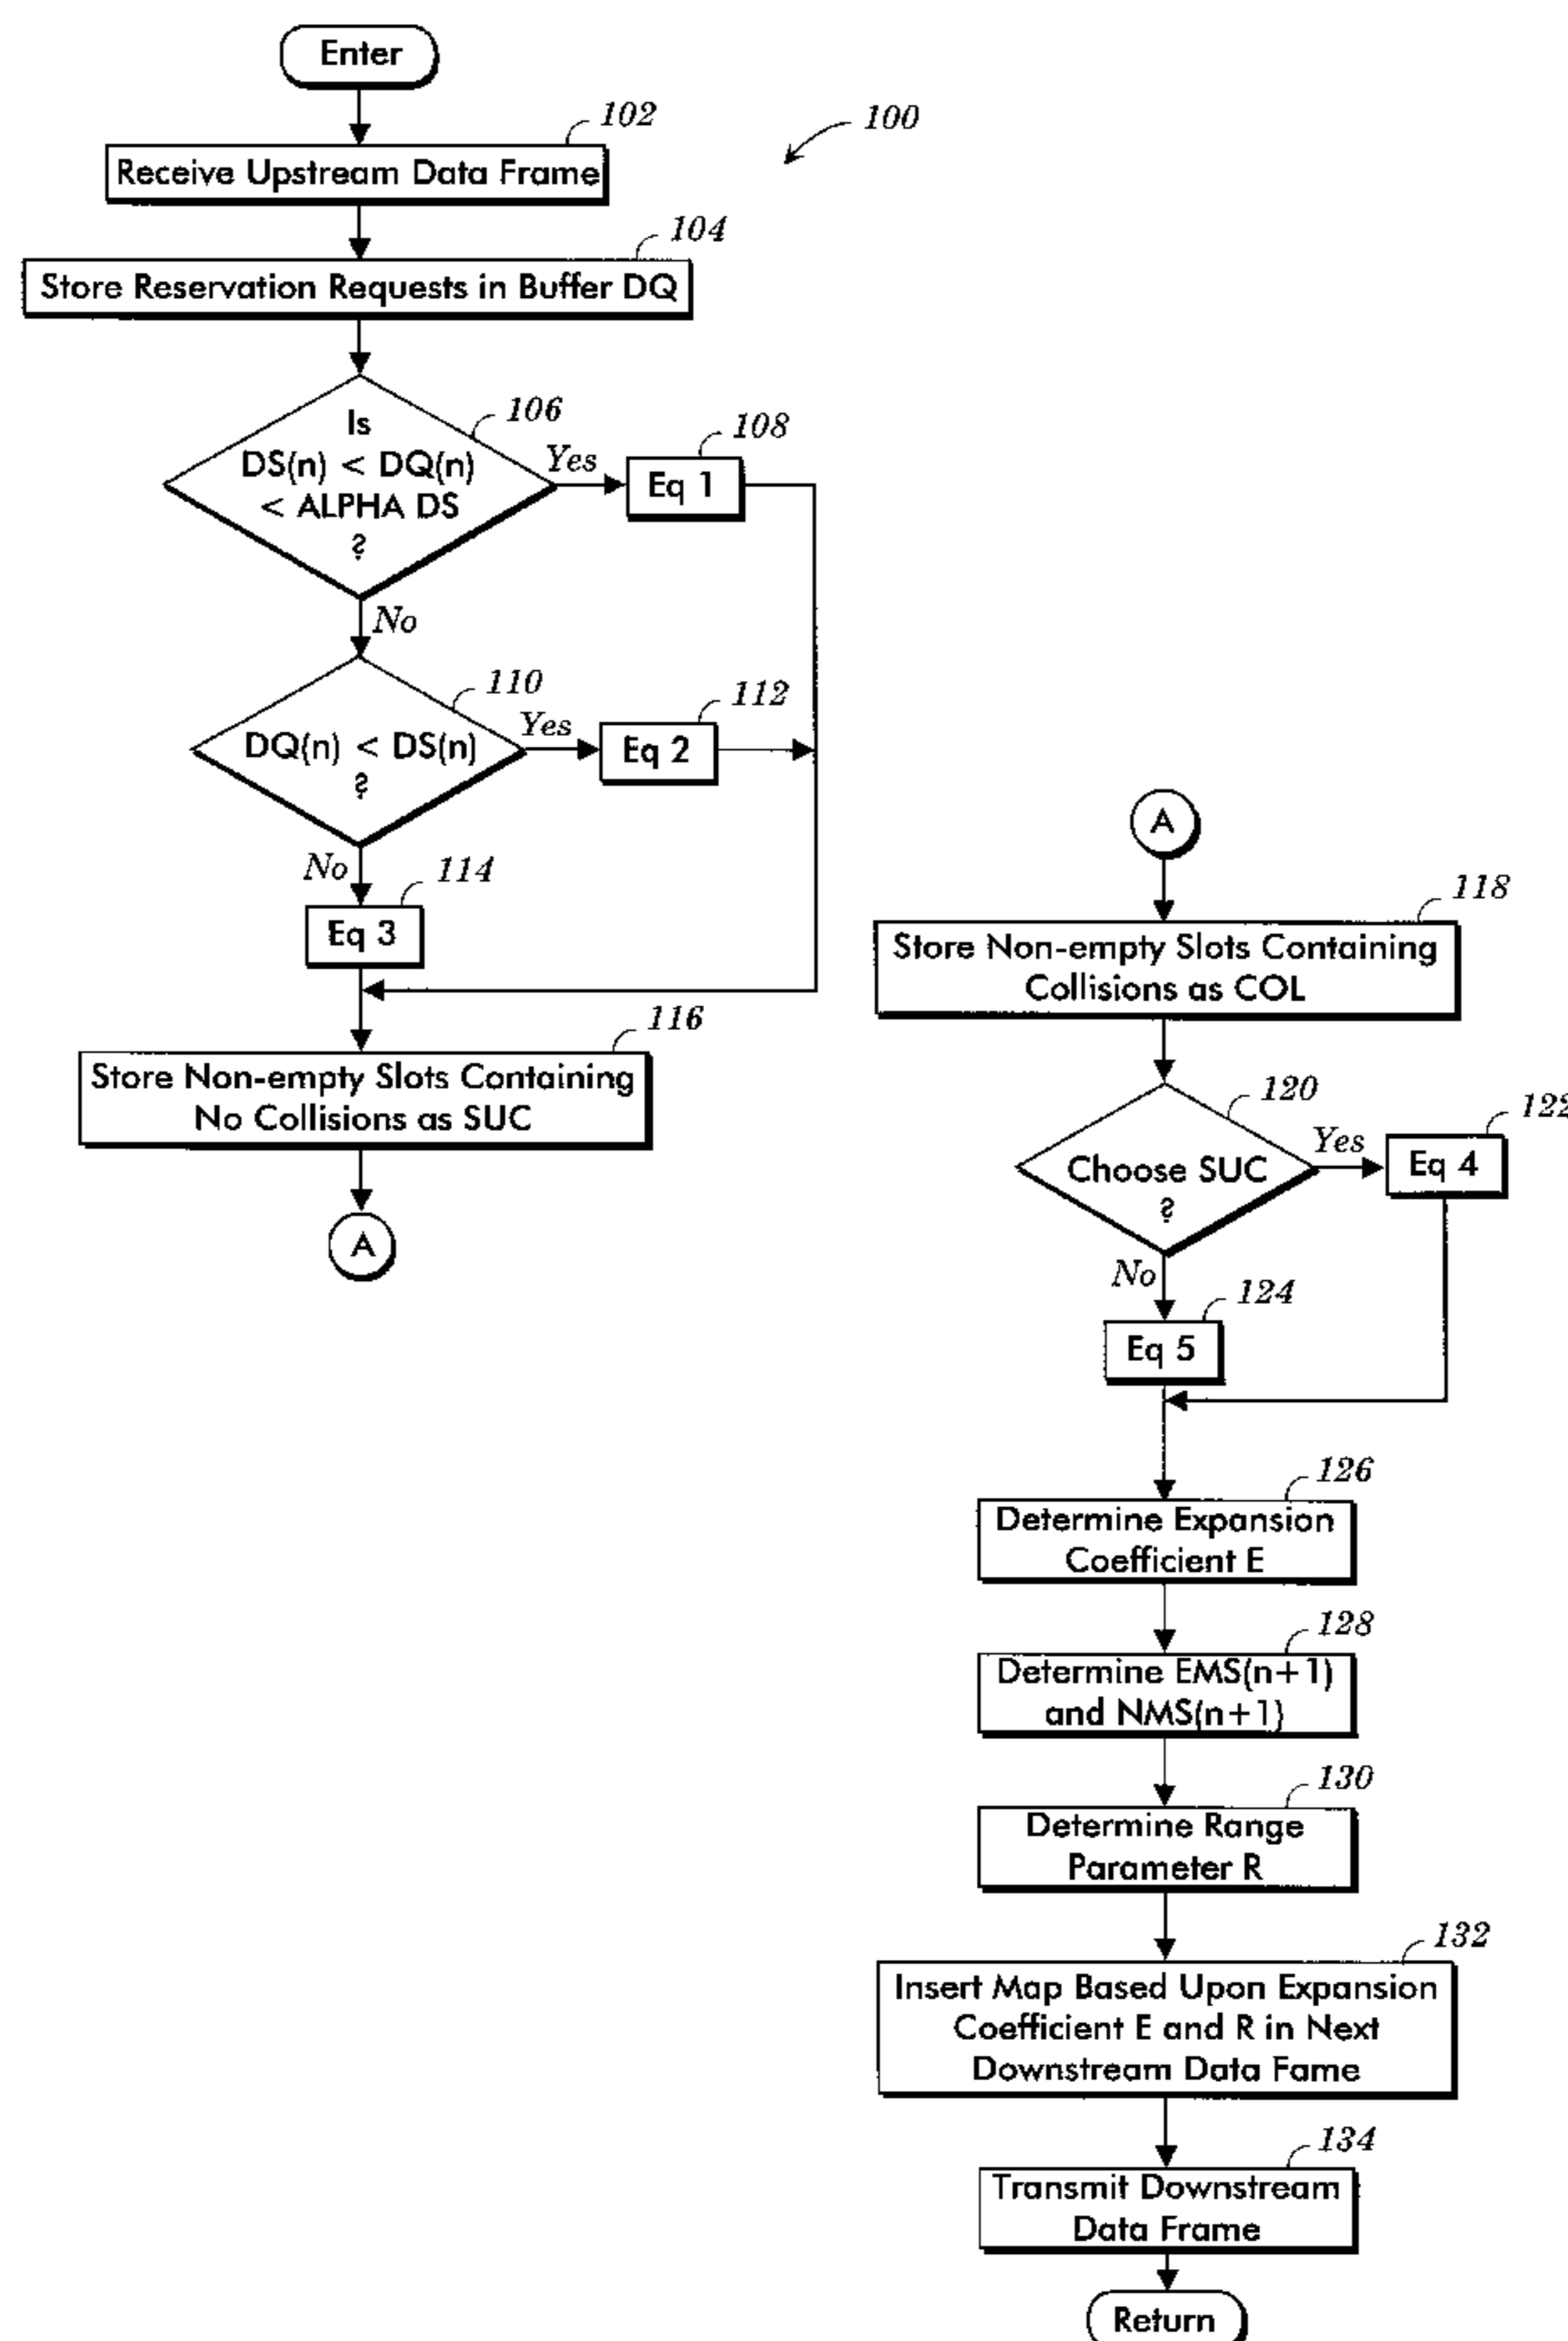 Enter
100
102
Receive Upstream Data Frame
104
Store Reservation Requests in Buffer DQ
106
Is
DS(n) < DQ(n)
< ALPHA DS
?
Yes
108
Eq 1
No
110
DQ(n) < DS(n)
?
Yes
112
Eq 2
No
114
Eq 3
116
Store Non-empty Slots Containing
No Collisions as SUC
A
A
118
Store Non-empty Slots Containing
Collisions as COL
120
Choose SUC
?
Yes
122
Eq 4
No
124
Eq 5
126
Determine Expansion
Coefficient E
128
Determine EMS(n+1)
and NMS(n+1)
130
Determine Range
Parameter R
132
Insert Map Based Upon Expansion
Coefficient E and R in Next
Downstream Data Fame
134
Transmit Downstream
Data Frame
Return